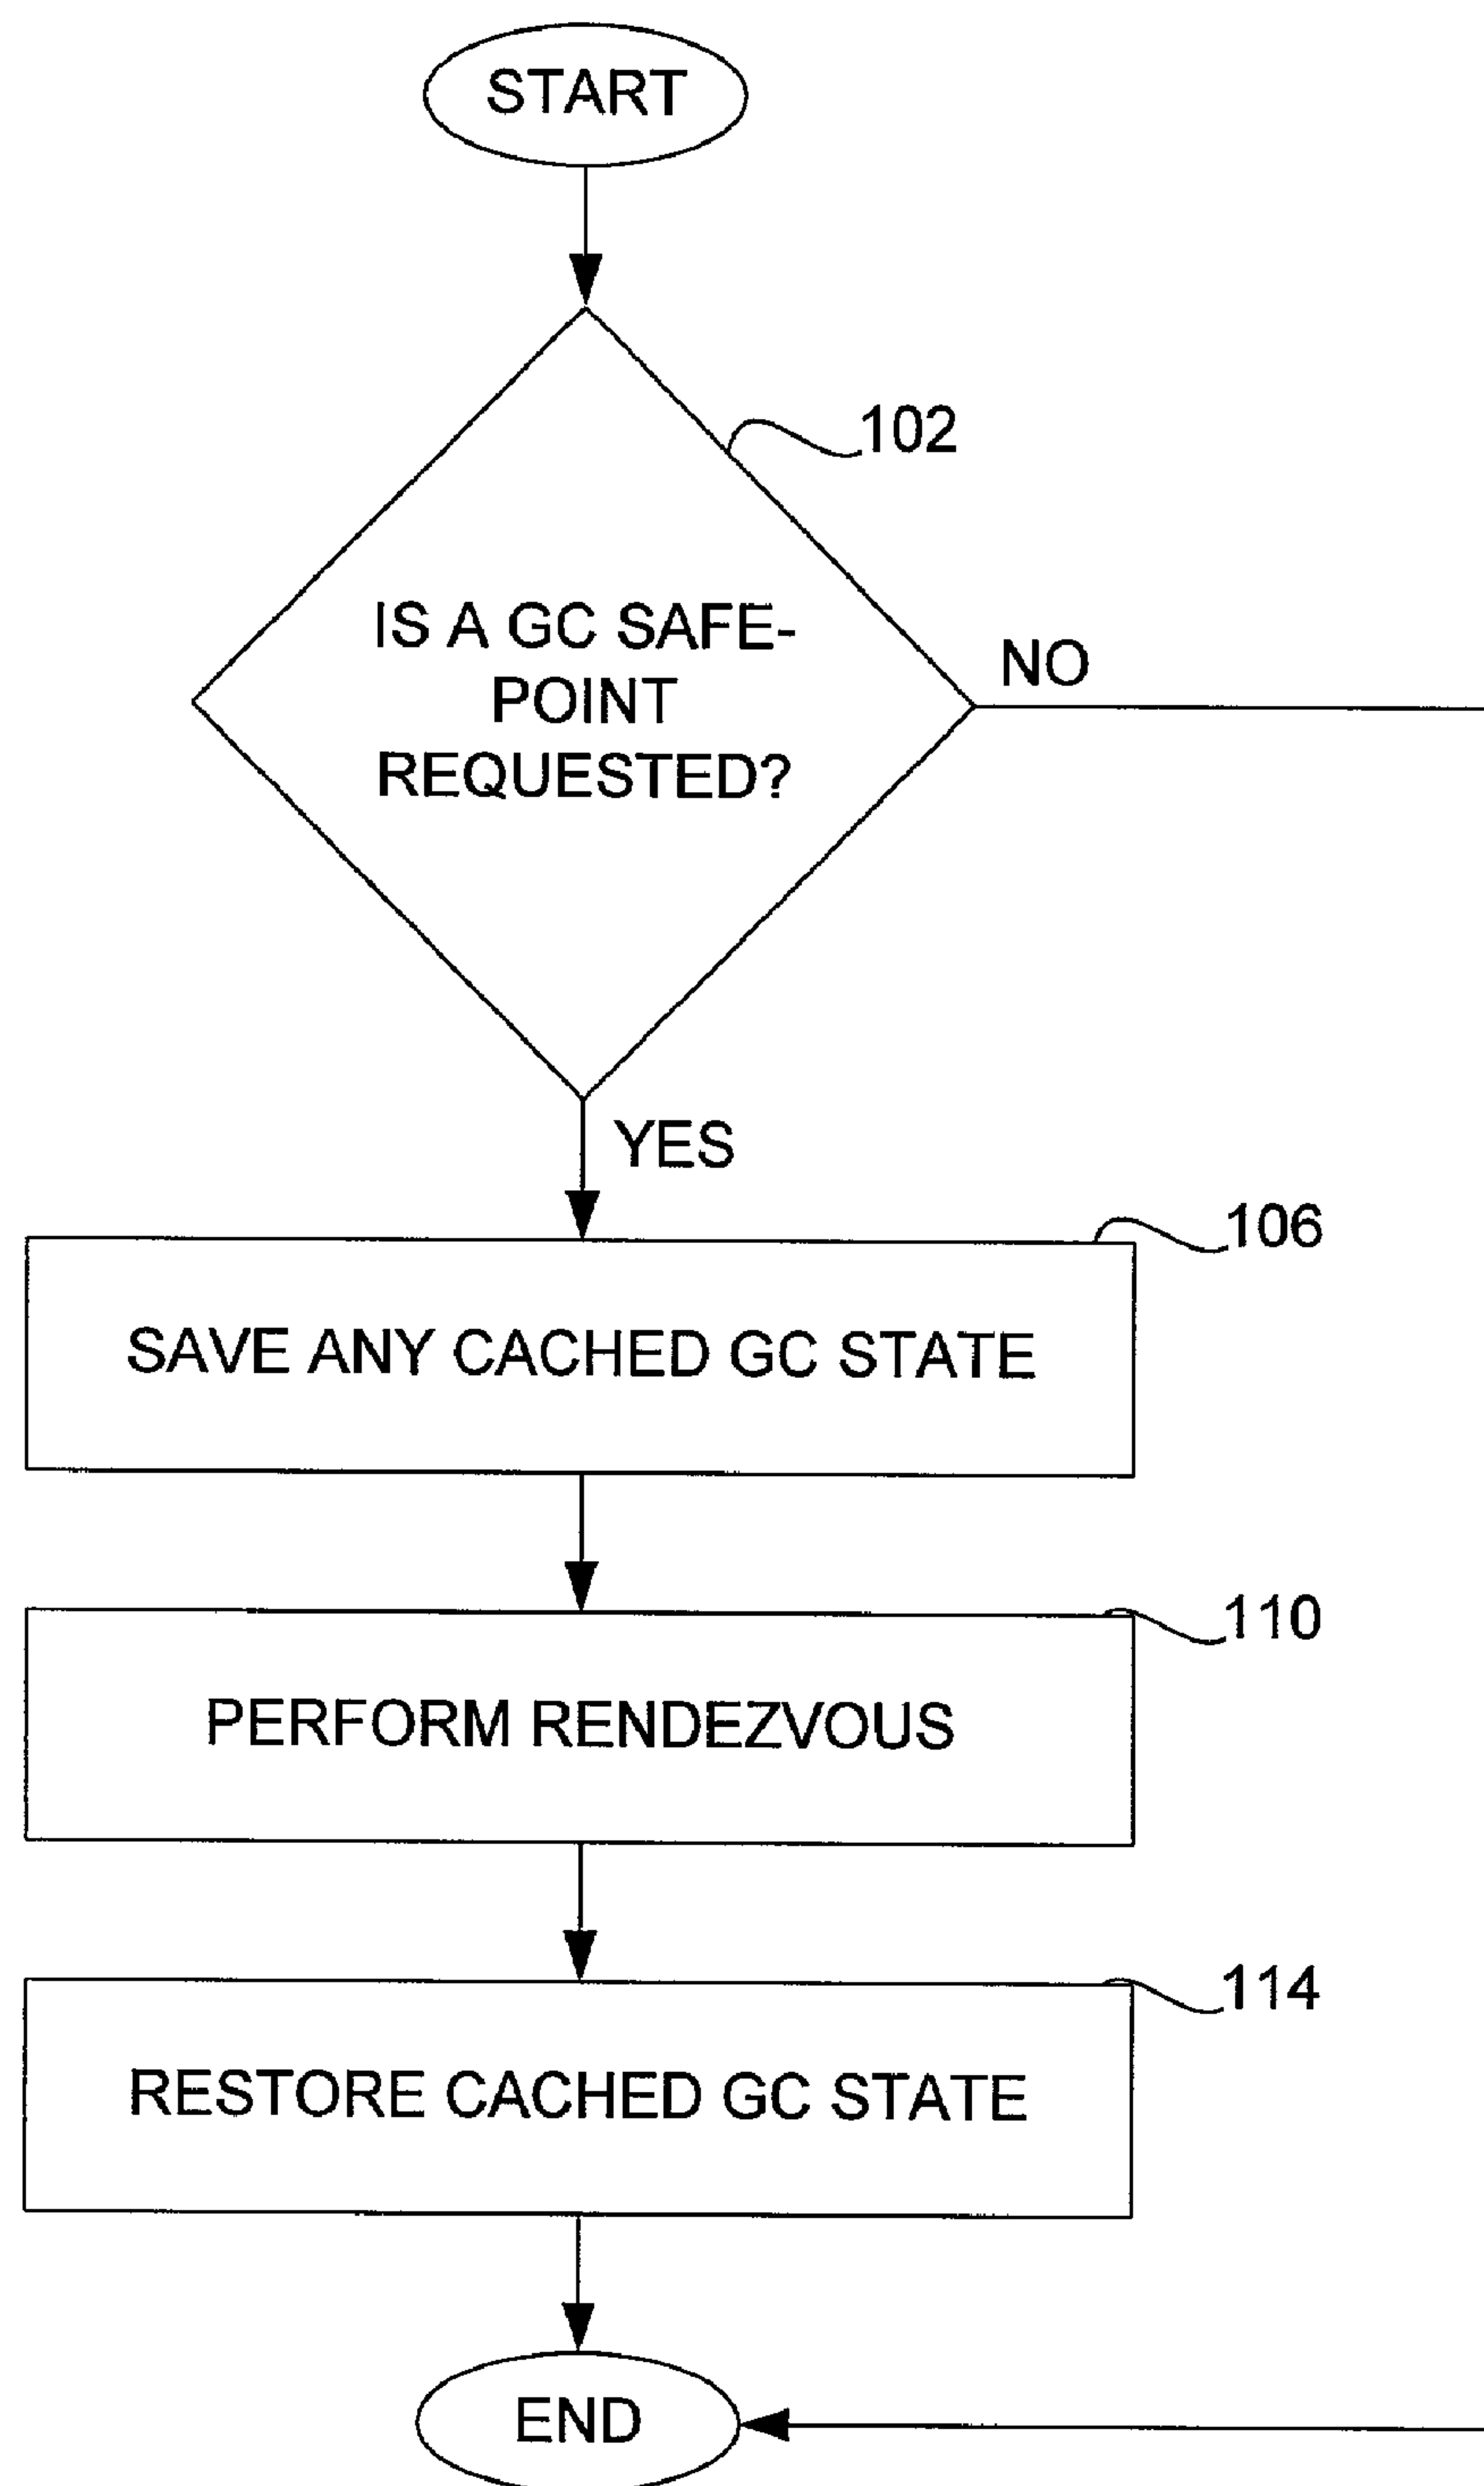 START
102
IS A GC SAFE-
POINT
REQUESTED?
NO
YES
106
SAVE ANY CACHED GC STATE
110
PERFORM RENDEZVOUS
114
RESTORE CACHED GC STATE
END